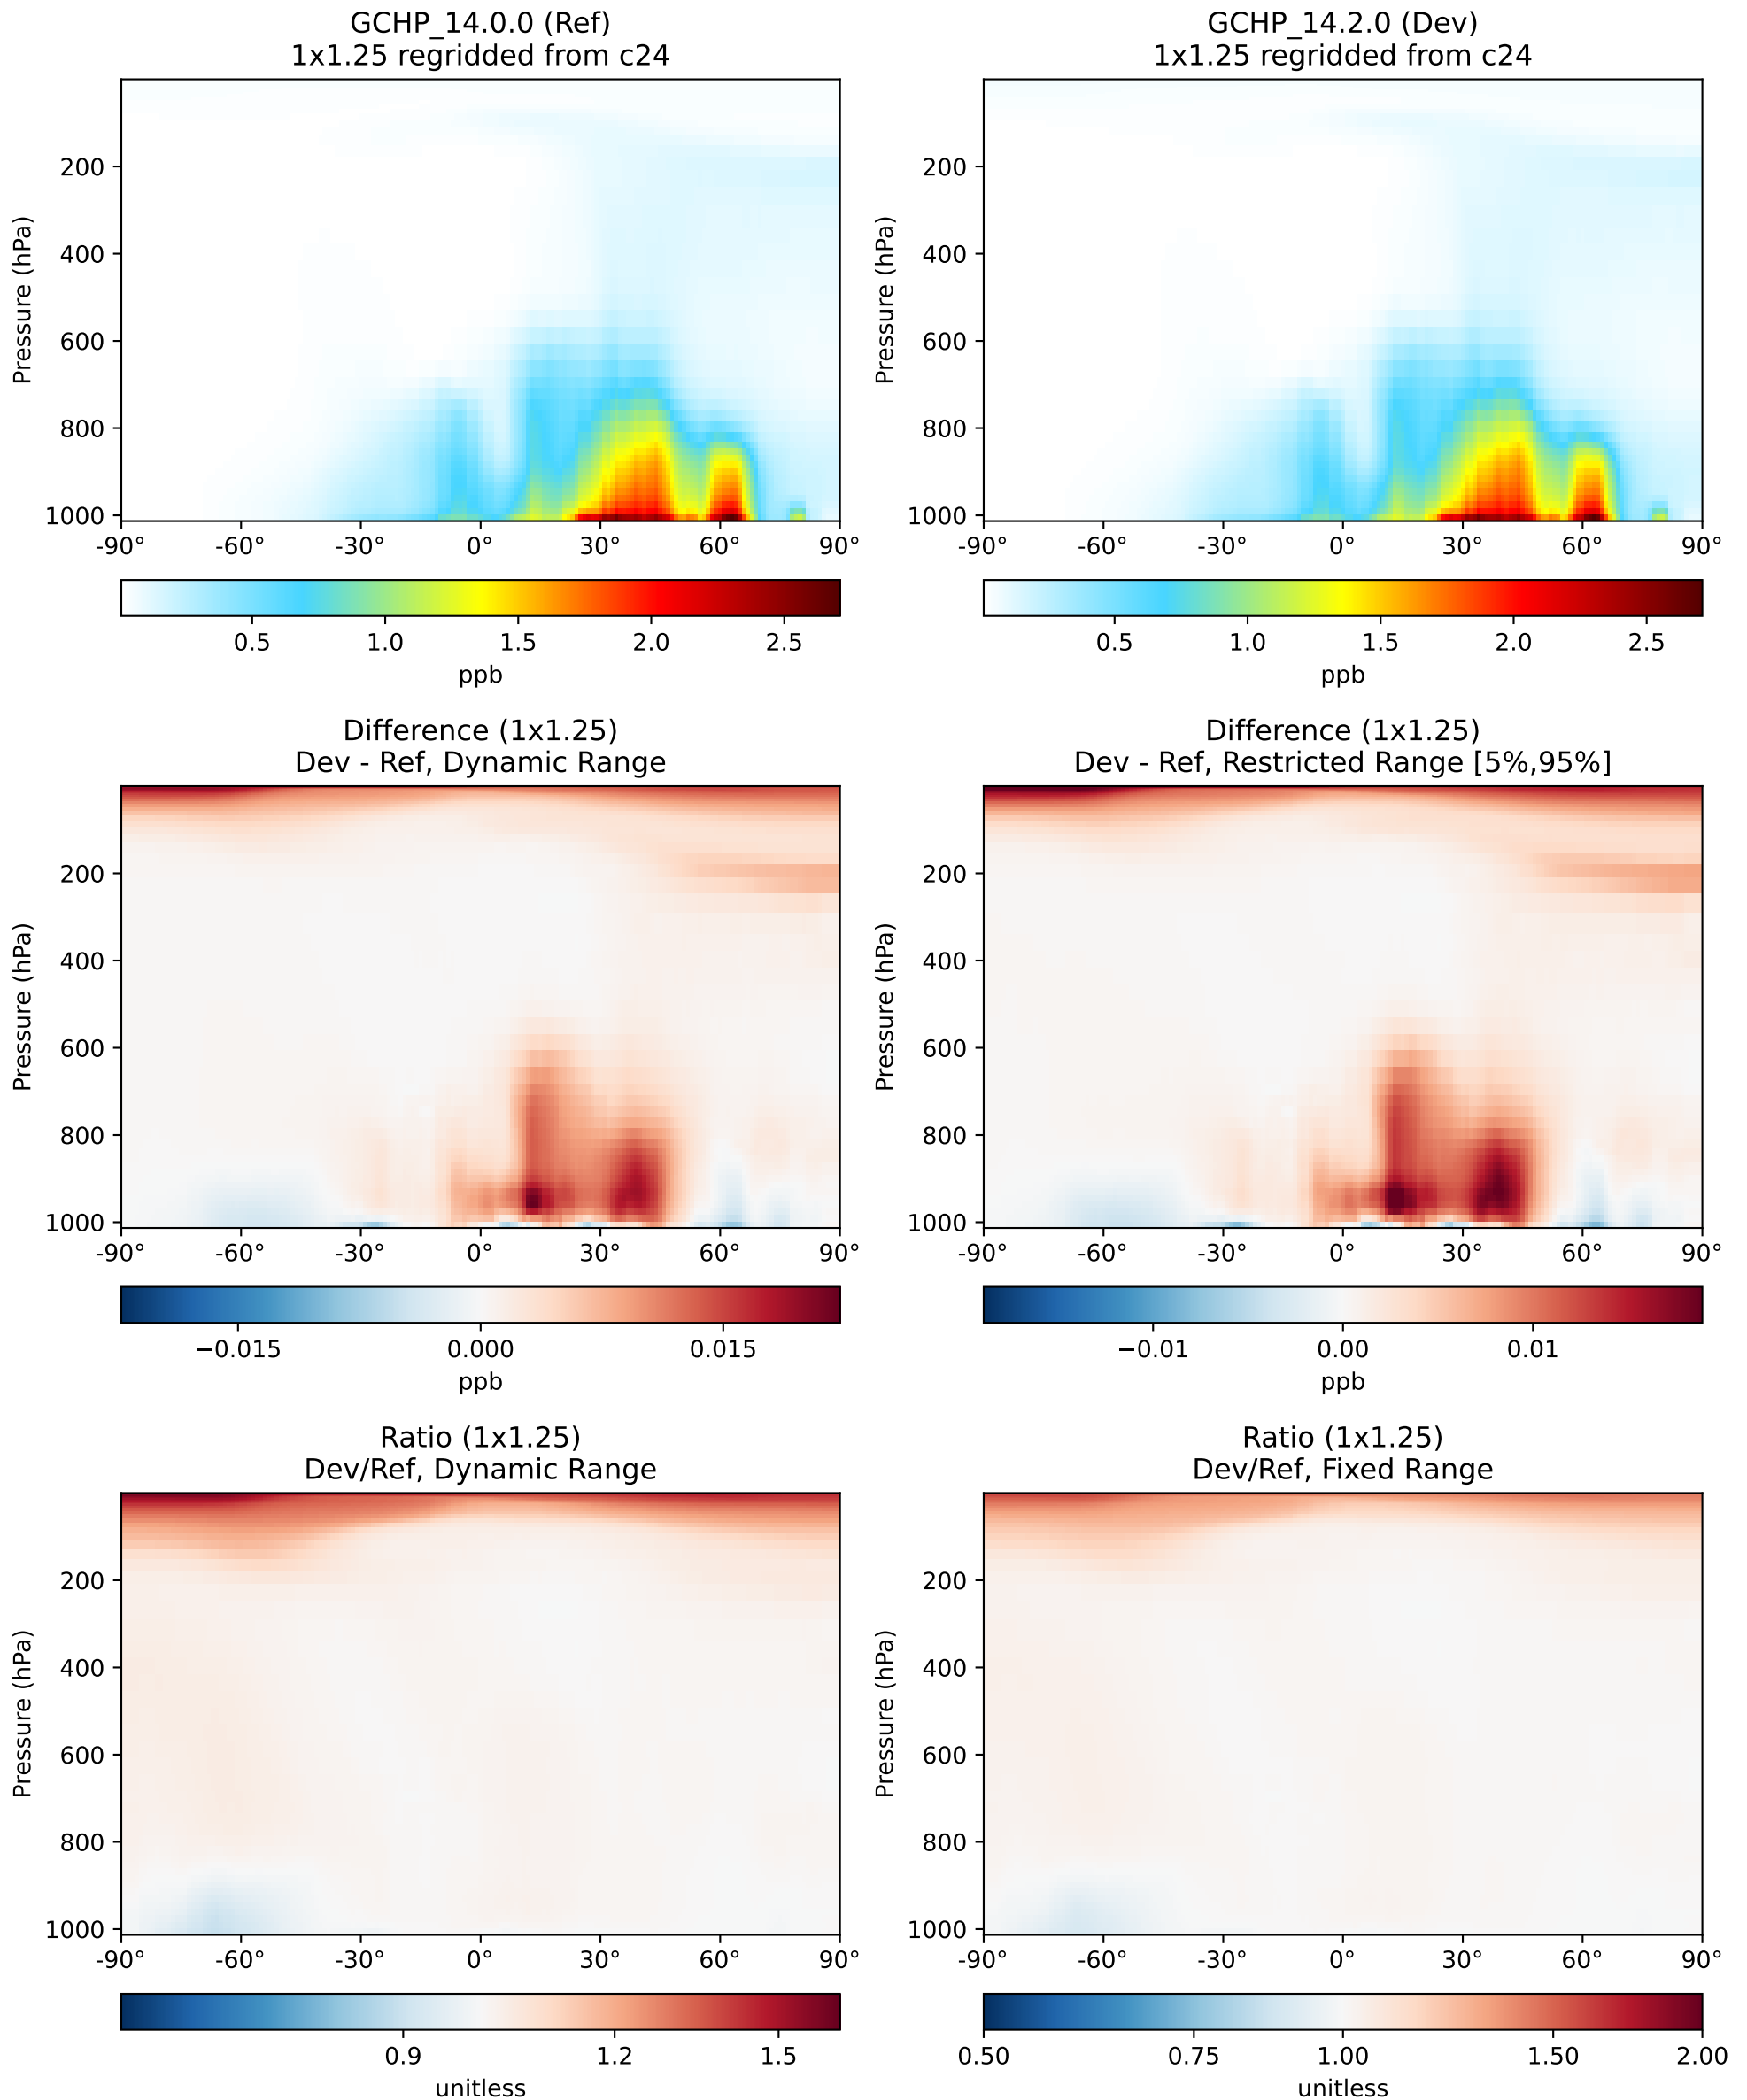 GCHP_14.0.0 (Ref)
1x1.25 regridded from c24
Pressure (hPa)
200
400
600
800
1000
-90° -60° -30° 0° 30° 60° 90°
0.5 1.0 1.5 2.0 2.5
ppb
GCHP_14.2.0 (Dev)
1x1.25 regridded from c24
Pressure (hPa)
200
400
600
800
1000
-90° -60° -30° 0° 30° 60° 90°
0.5 1.0 1.5 2.0 2.5
ppb
Difference (1x1.25)
Dev - Ref, Dynamic Range
Pressure (hPa)
200
400
600
800
1000
-90° -60° -30° 0° 30° 60° 90°
−0.015 0.000 0.015
ppb
Difference (1x1.25)
Dev - Ref, Restricted Range [5%,95%]
Pressure (hPa)
200
400
600
800
1000
-90° -60° -30° 0° 30° 60° 90°
−0.01 0.00 0.01
ppb
Ratio (1x1.25)
Dev/Ref, Dynamic Range
Pressure (hPa)
200
400
600
800
1000
-90° -60° -30° 0° 30° 60° 90°
0.9 1.2 1.5
unitless
Ratio (1x1.25)
Dev/Ref, Fixed Range
Pressure (hPa)
200
400
600
800
1000
-90° -60° -30° 0° 30° 60° 90°
0.50 0.75 1.00 1.50 2.00
unitless